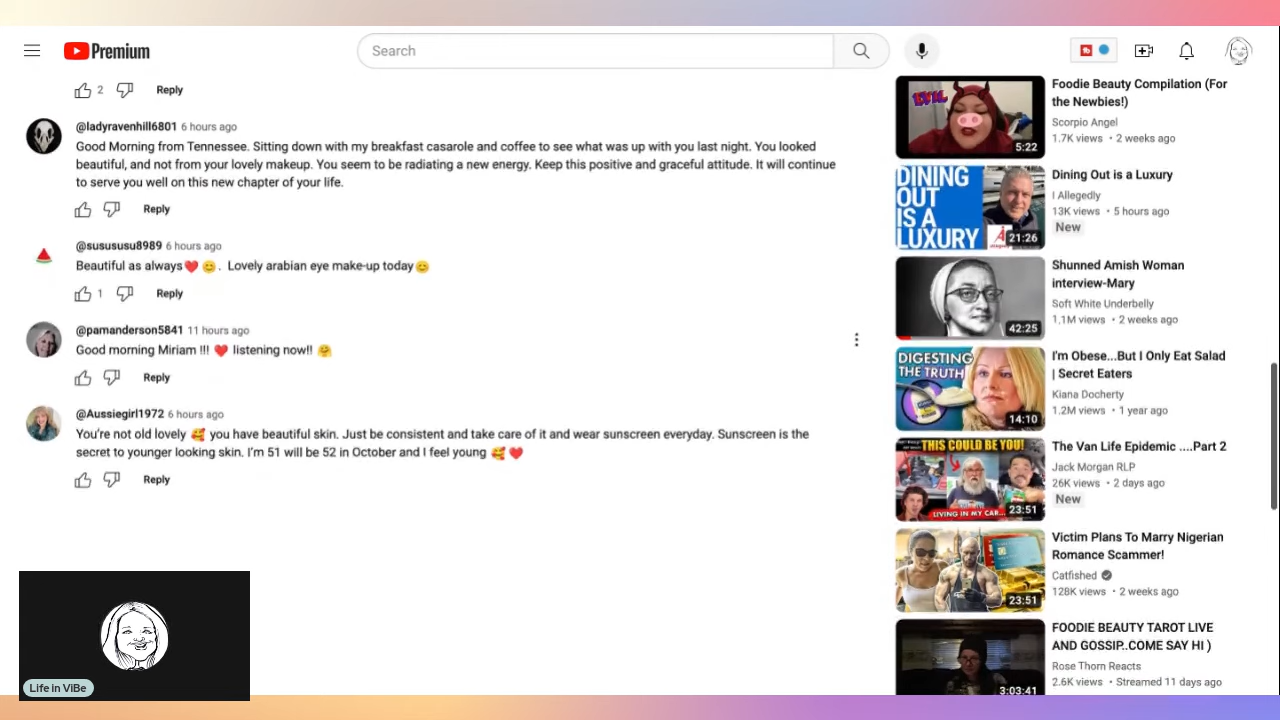 Premium
Search
2
Reply
@ladyravenhill6801 6 hours ago
Good Morning from Tennessee. Sitting down with my breakfast casarole and coffee to see what was up with you last night. You looked
beautiful, and not from your lovely makeup. You seem to be radiating a new energy. Keep this positive and graceful attitude. It will continue
to serve you well on this new chapter of your life.
Reply
@susususu8989 6 hours ago
Beautiful as always❤️😊. Lovely arabian eye make-up today😊
1
Reply
@pamanderson5841 11 hours ago
Good morning Miriam !!! ❤️ listening now!! 🤗
Reply
@Aussiegirl1972 6 hours ago
You're not old lovely 🥰 you have beautiful skin. Just be consistent and take care of it and wear sunscreen everyday. Sunscreen is the
secret to younger looking skin. I'm 51 will be 52 in October and I feel young 🥰❤️
Reply
Life in ViBe
EVIL
5:22
Foodie Beauty Compilation (For
the Newbies!)
Scorpio Angel
1.7K views • 2 weeks ago
DINING
OUT
IS A
LUXURY
21:26
Dining Out is a Luxury
I Allegedly
13K views • 5 hours ago
New
42:25
Shunned Amish Woman
interview-Mary
Soft White Underbelly
1.1M views • 2 weeks ago
DIGESTING
THE TRUTH
14:10
I'm Obese...But I Only Eat Salad
| Secret Eaters
Kiana Docherty
1.2M views • 1 year ago
THIS COULD BE YOU!
LIVING IN MY CAR...
23:51
The Van Life Epidemic ....Part 2
Jack Morgan RLP
26K views • 2 days ago
New
23:51
Victim Plans To Marry Nigerian
Romance Scammer!
Catfished
128K views • 2 weeks ago
3:03:41
FOODIE BEAUTY TAROT LIVE
AND GOSSIP..COME SAY HI )
Rose Thorn Reacts
2.6K views • Streamed 11 days ago